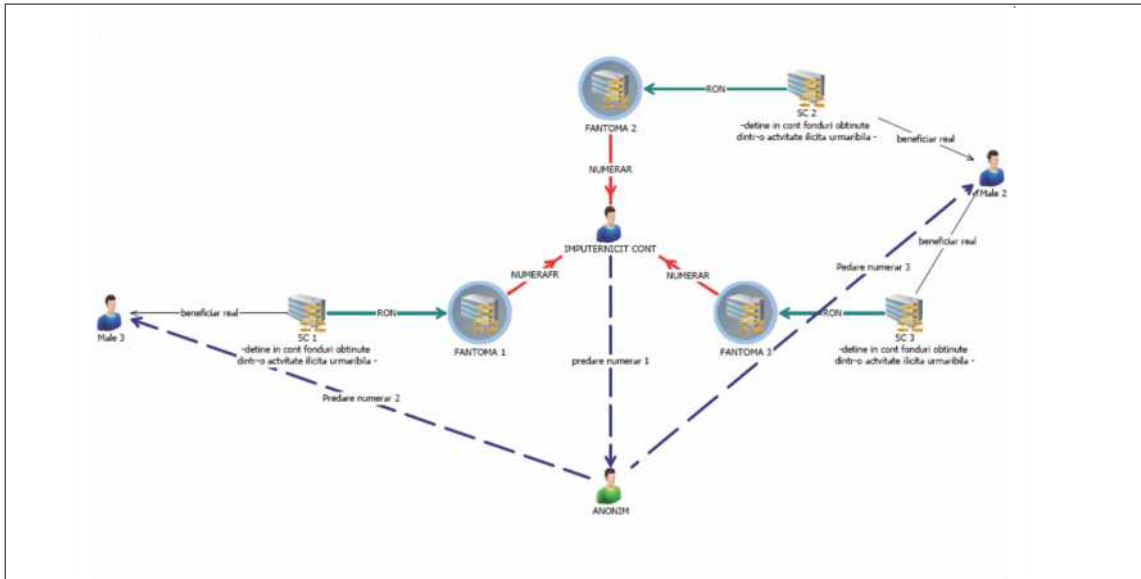 RON
SC 2
-detine in cont fonduri obtinute
dintr-o actvitate ilicita urmaribila -
FANTOMA 2
beneficiar real
NUMERAR
Male 2
IMPUTERNICIT CONT
beneficiar real
Pedare numerar 3
NUMERAFR
NUMERAR
beneficiar real
RON
RON
Male 3
SC 1
-detine in cont fonduri obtinute
dintr-o actvitate ilicita urmaribila -
FANTOMA 1
FANTOMA 3
SC 3
-detine in cont fonduri obtinute
dintr-o actvitate ilicita urmaribila -
predare numerar 1
Predare numerar 2
ANONIM